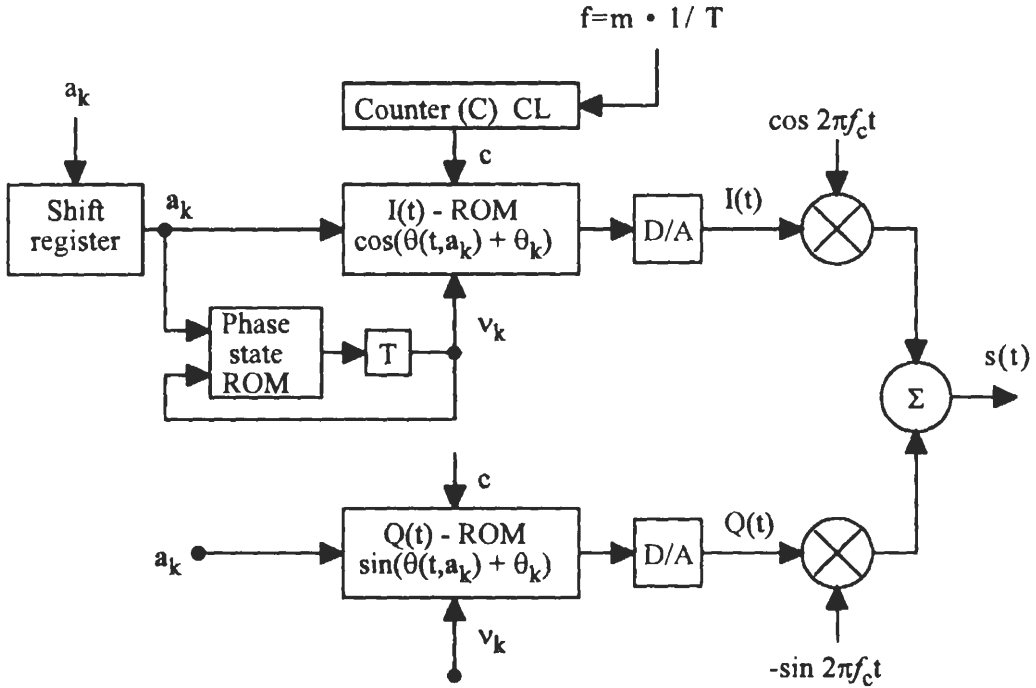 f=m • 1/ T
a_k
Counter (C) CL
cos 2πf_ct
c
Shift
register
a_k
I(t) - ROM
cos(θ(t,a_k) + θ_k)
D/A
I(t)
Phase
state
ROM
T
ν_k
s(t)
Σ
c
a_k
Q(t) - ROM
sin(θ(t,a_k) + θ_k)
D/A
Q(t)
ν_k
-sin 2πf_ct